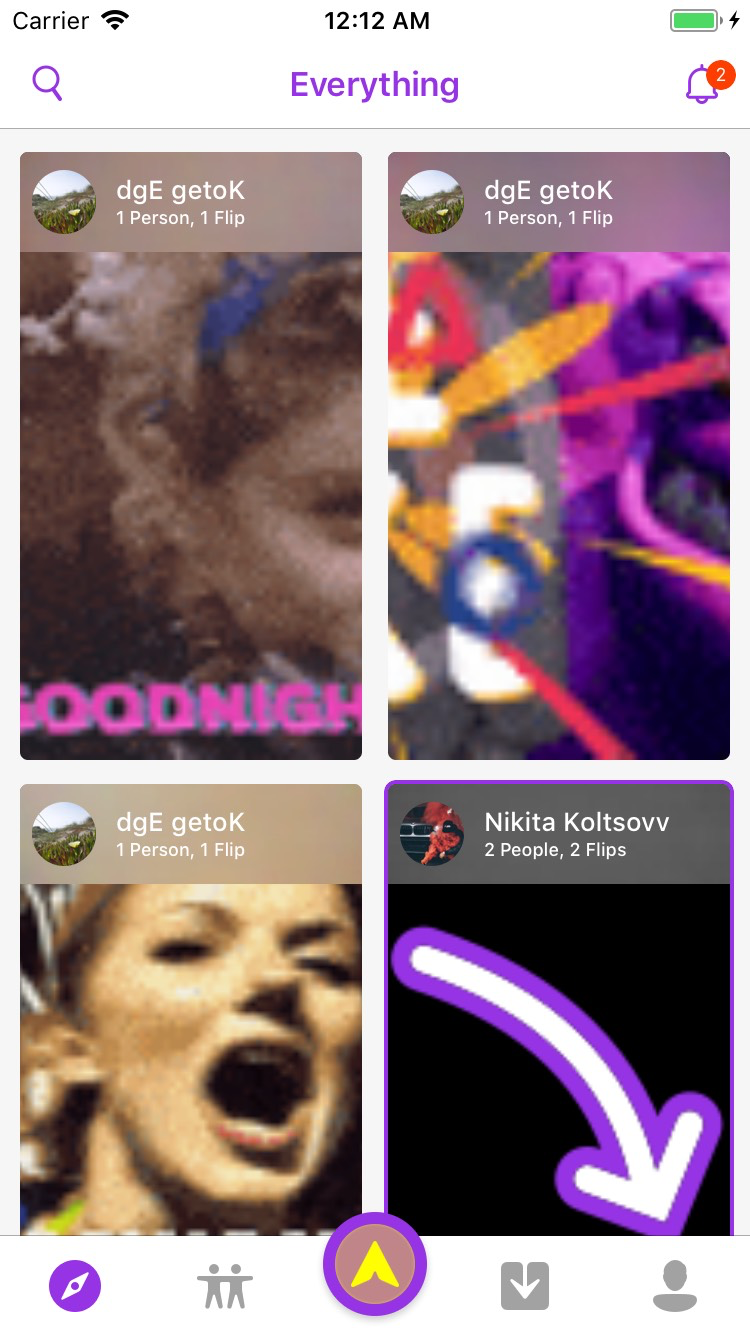 Carrier 12:12 AM
Everything
2
dgE getoK
1 Person, 1 Flip
dgE getoK
1 Person, 1 Flip
GOODNIGH
dgE getoK
1 Person, 1 Flip
Nikita Koltsovv
2 People, 2 Flips